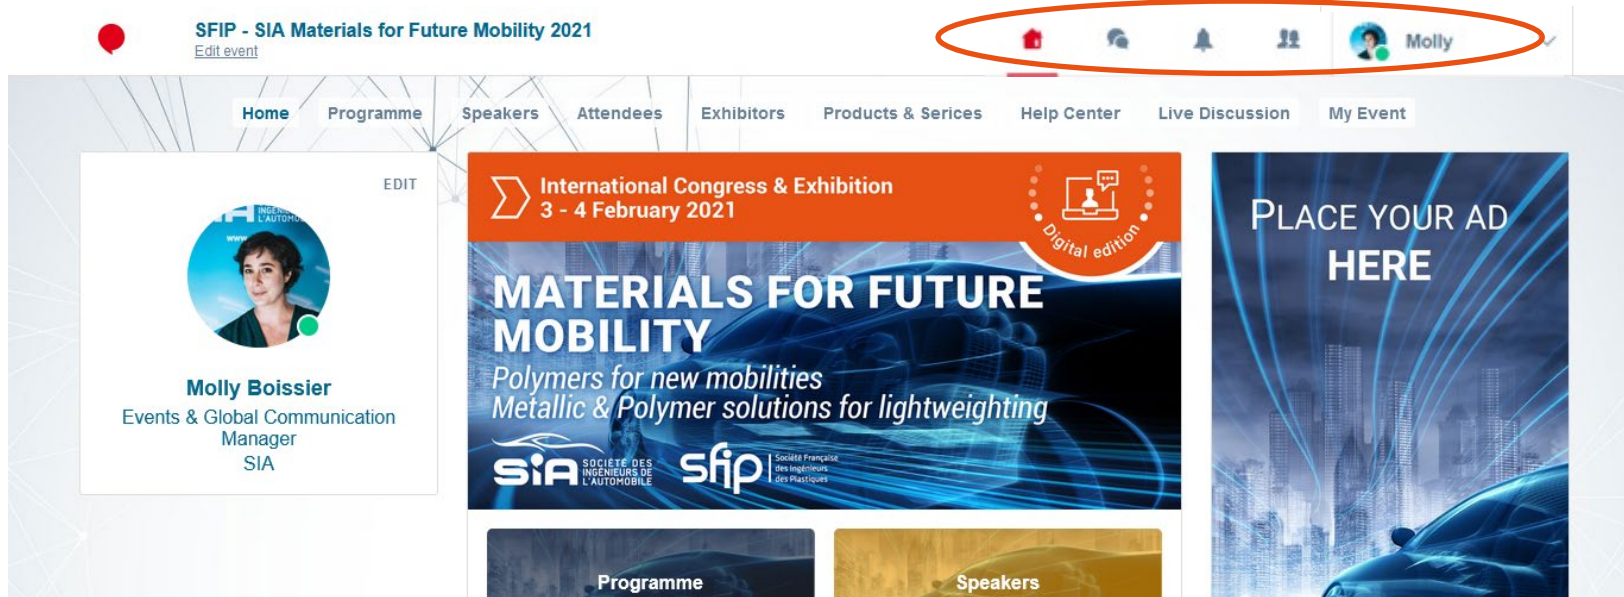 SFIP - SIA Materials for Future Mobility 2021
Edit event
Molly
Home Programme Speakers Attendees Exhibitors Products & Serices Help Center Live Discussion My Event
EDIT
INGÉN
L'AUTOMO
www
Molly Boissier
Events & Global Communication
Manager
SIA
International Congress & Exhibition
3 - 4 February 2021
Digital edition
MATERIALS FOR FUTURE
MOBILITY
Polymers for new mobilities
Metallic & Polymer solutions for lightweighting
SiA SOCIÉTÉ DES
INGÉNIEURS DE
L'AUTOMOBILE
sfip Société Française
des Ingénieurs
des Plastiques
Programme
Speakers
PLACE YOUR AD
HERE